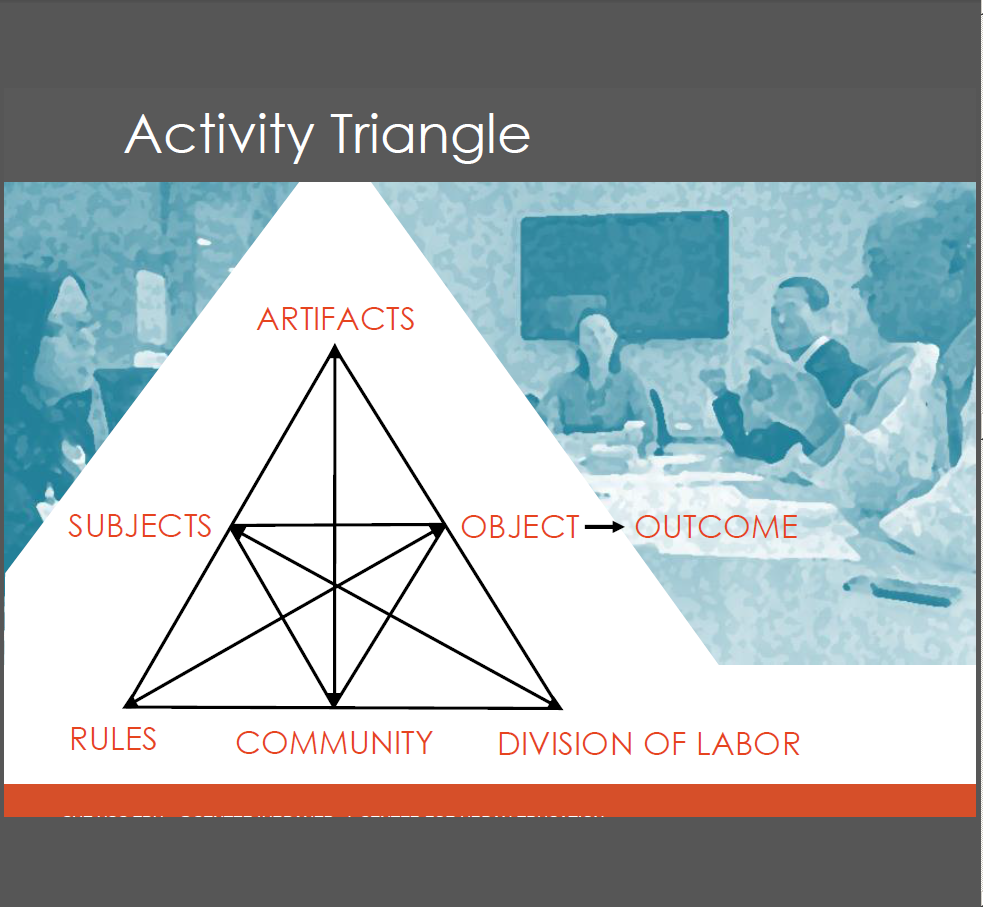 Activity Triangle
ARTIFACTS
SUBJECTS
OBJECT
OUTCOME
RULES
COMMUNITY
DIVISION OF LABOR